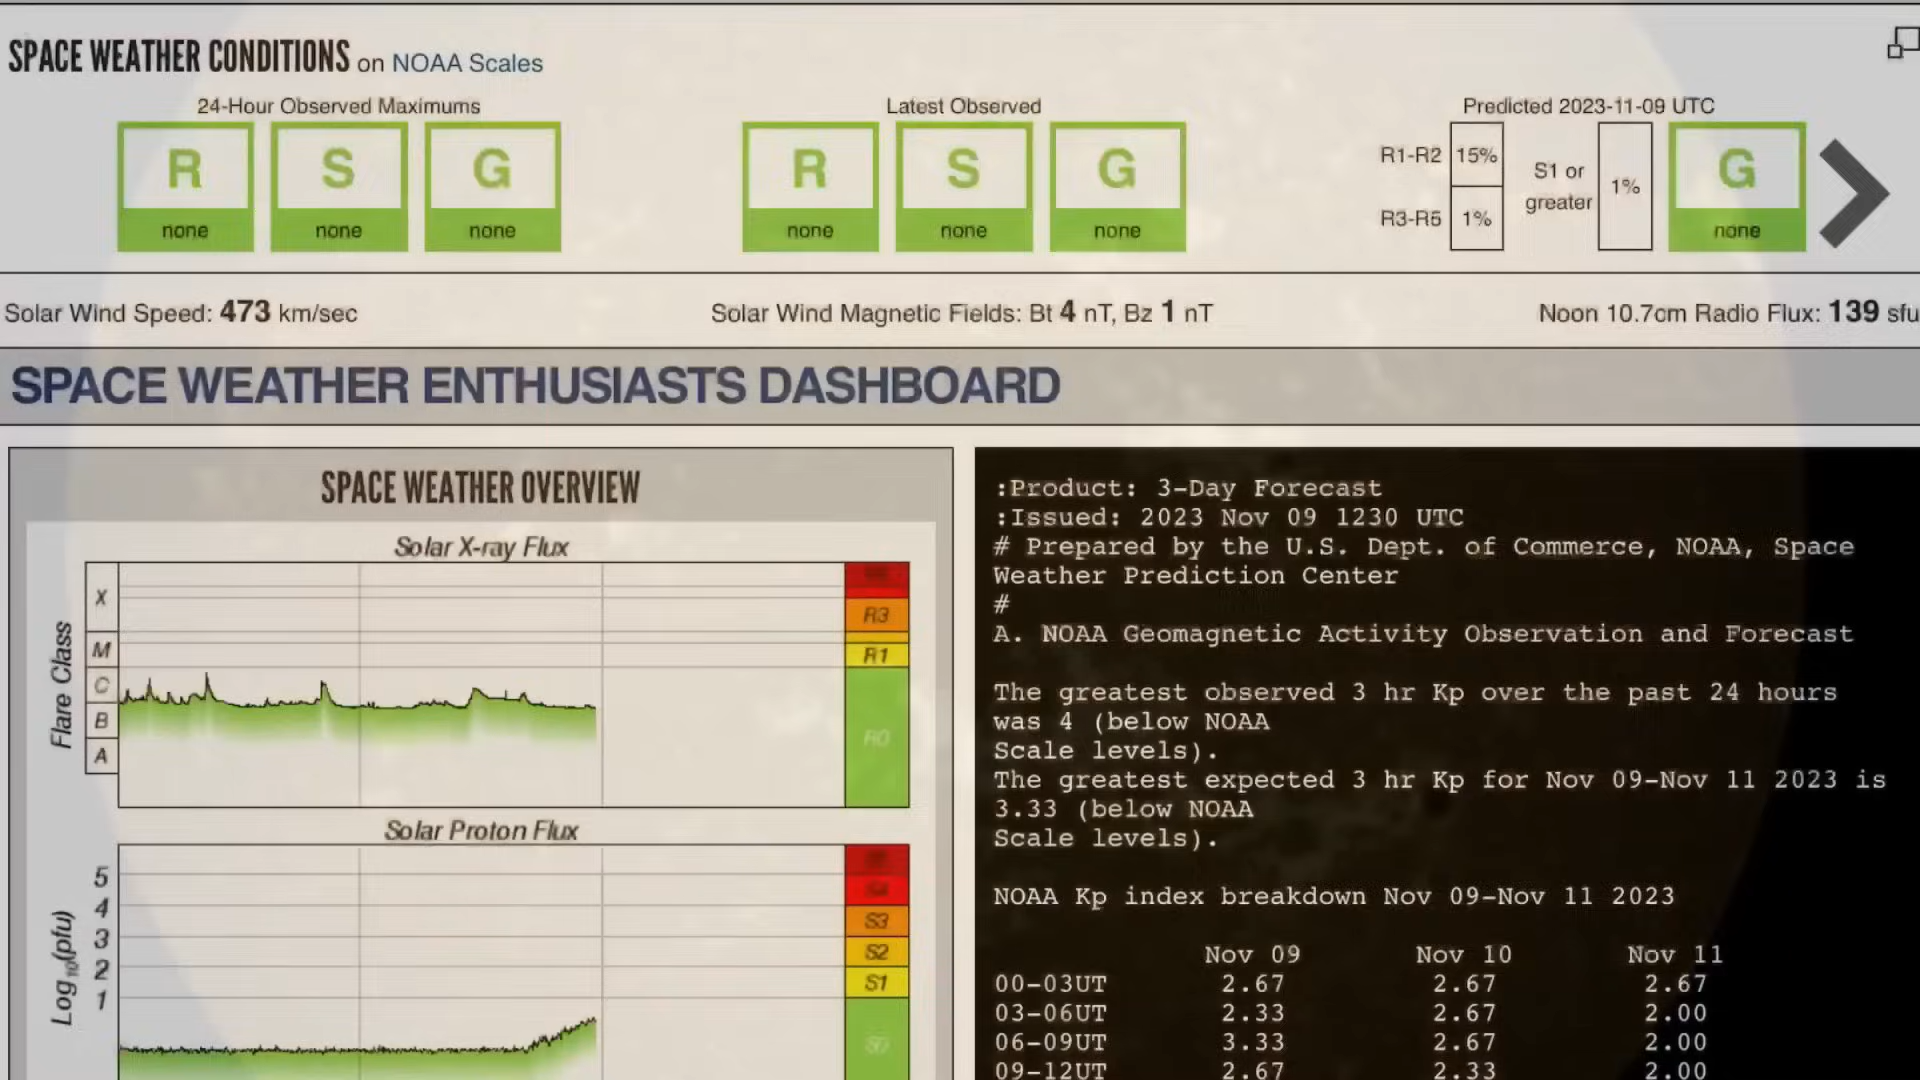 SPACE WEATHER CONDITIONS on NOAA Scales
24-Hour Observed Maximums
R S G
none none none
Latest Observed
R S G
none none none
Predicted 2023-11-09 UTC
R1-R2 15%
R3-R5 1%
S1 or greater 1%
G
none
Solar Wind Speed: 473 km/sec
Solar Wind Magnetic Fields: Bt 4 nT, Bz 1 nT
Noon 10.7cm Radio Flux: 139 sfu
SPACE WEATHER ENTHUSIASTS DASHBOARD
SPACE WEATHER OVERVIEW
Solar X-ray Flux
Flare Class
X
M
C
B
A
R3
R1
R0
Solar Proton Flux
Log₁₀(pfu)
5
4
3
2
1
S4
S3
S2
S1
S0
:Product: 3-Day Forecast
:Issued: 2023 Nov 09 1230 UTC
# Prepared by the U.S. Dept. of Commerce, NOAA, Space
Weather Prediction Center
#
A. NOAA Geomagnetic Activity Observation and Forecast
The greatest observed 3 hr Kp over the past 24 hours
was 4 (below NOAA
Scale levels).
The greatest expected 3 hr Kp for Nov 09-Nov 11 2023 is
3.33 (below NOAA
Scale levels).
NOAA Kp index breakdown Nov 09-Nov 11 2023
Nov 09 Nov 10 Nov 11
00-03UT 2.67 2.67 2.67
03-06UT 2.33 2.67 2.00
06-09UT 3.33 2.67 2.00
09-12UT 2.67 2.33 2.00